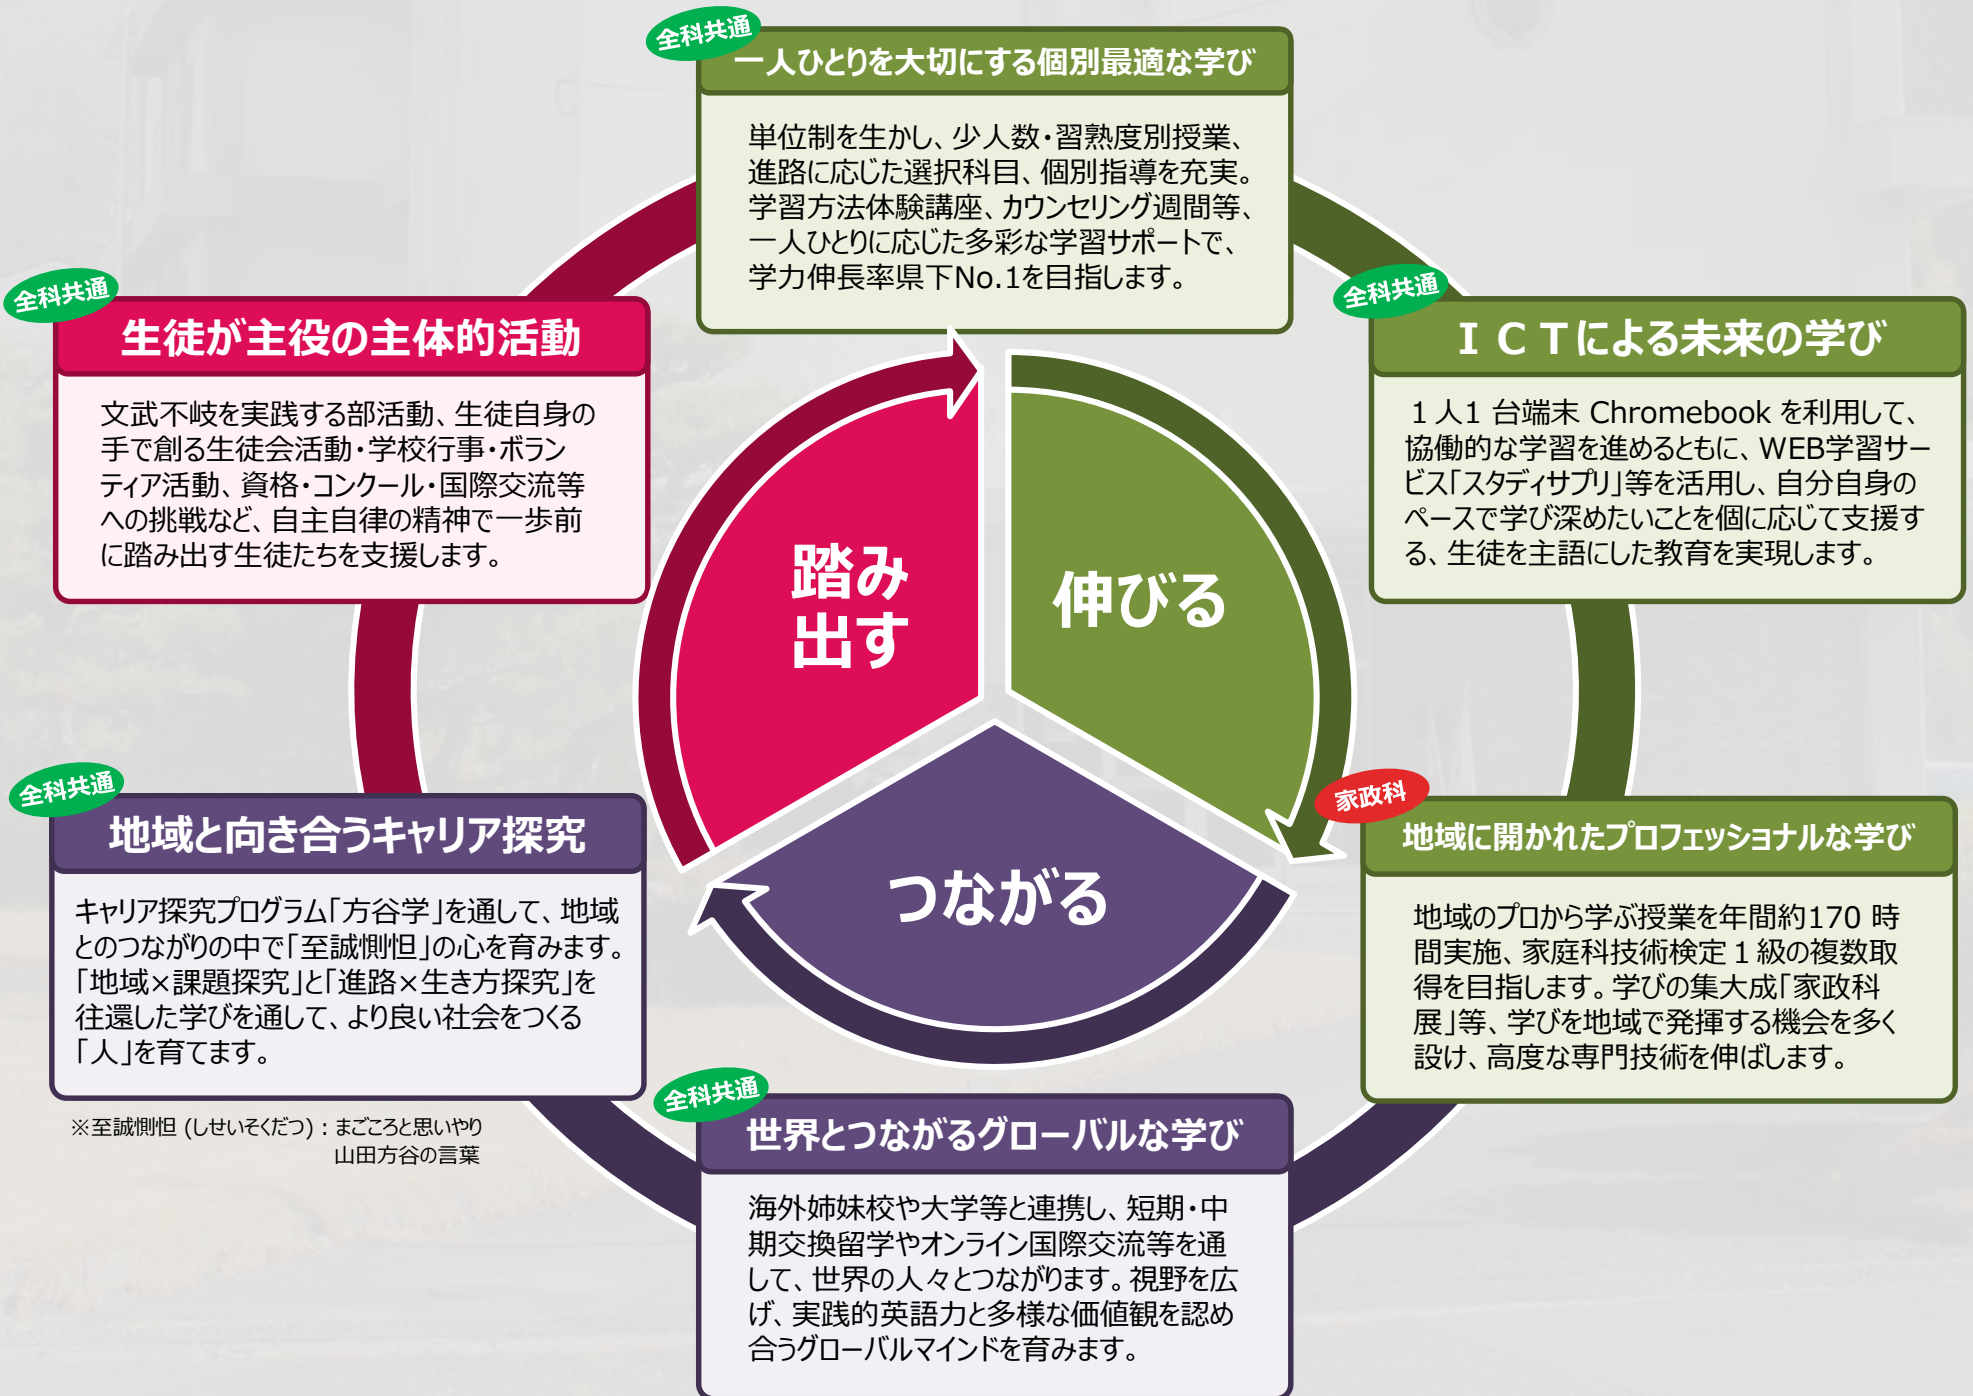 全科共通
一人ひとりを大切にする個別最適な学び
単位制を生かし、少人数・習熟度別授業、
進路に応じた選択科目、個別指導を充実。
学習方法体験講座、カウンセリング週間等、
一人ひとりに応じた多彩な学習サポートで、
学力伸長率県下No.1を目指します。
全科共通
生徒が主役の主体的活動
文武不岐を実践する部活動、生徒自身の
手で創る生徒会活動・学校行事・ボラン
ティア活動、資格・コンクール・国際交流等
への挑戦など、自主自律の精神で一歩前
に踏み出す生徒たちを支援します。
全科共通
ＩＣＴによる未来の学び
１人1 台端末 Chromebook を利用して、
協働的な学習を進めるともに、WEB学習サー
ビス「スタディサプリ」等を活用し、自分自身の
ペースで学び深めたいことを個に応じて支援す
る、生徒を主語にした教育を実現します。
踏み
出す
伸びる
つながる
全科共通
地域と向き合うキャリア探究
キャリア探究プログラム「方谷学」を通して、地域
とのつながりの中で「至誠惻怛」の心を育みます。
「地域×課題探究」と「進路×生き方探究」を
往還した学びを通して、より良い社会をつくる
「人」を育てます。
※至誠惻怛 (しせいそくだつ)：まごころと思いやり
山田方谷の言葉
家政科
地域に開かれたプロフェッショナルな学び
地域のプロから学ぶ授業を年間約170 時
間実施、家庭科技術検定１級の複数取
得を目指します。学びの集大成「家政科
展」等、学びを地域で発揮する機会を多く
設け、高度な専門技術を伸ばします。
全科共通
世界とつながるグローバルな学び
海外姉妹校や大学等と連携し、短期・中
期交換留学やオンライン国際交流等を通
して、世界の人々とつながります。視野を広
げ、実践的英語力と多様な価値観を認め
合うグローバルマインドを育みます。